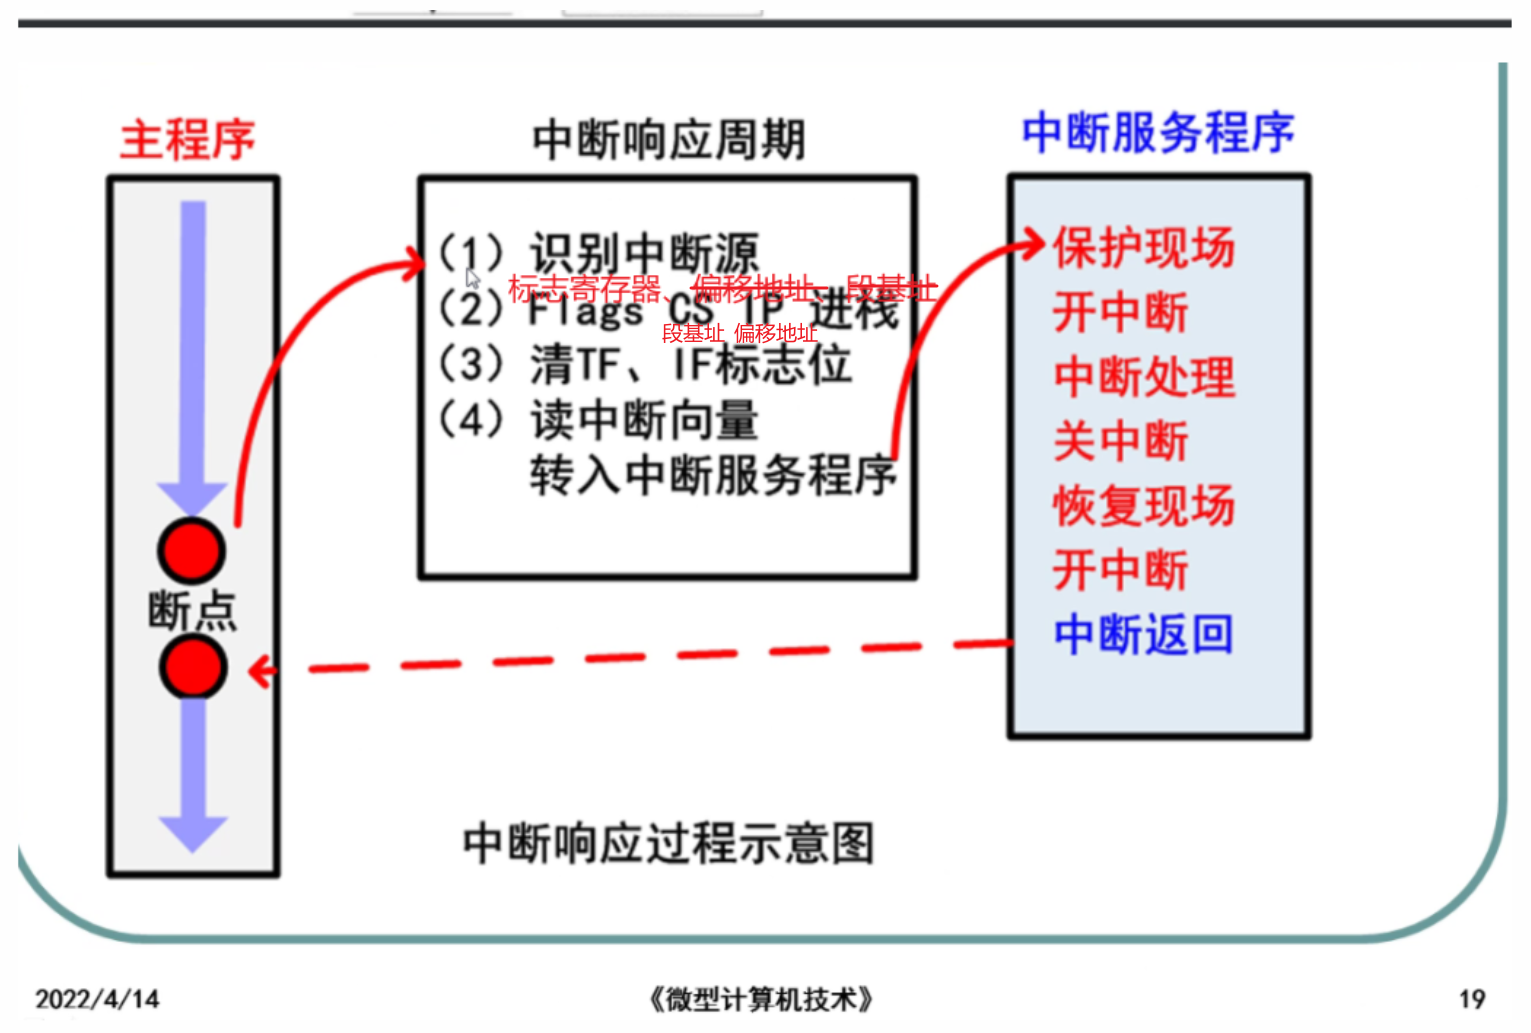 主程序
断点
中断响应周期
（1）识别中断源
标志寄存器、偏移地址、段基址
（2）Flags CS IP 进栈
段基址 偏移地址
（3）清TF、IF标志位
（4）读中断向量
转入中断服务程序
中断服务程序
保护现场
开中断
中断处理
关中断
恢复现场
开中断
中断返回
中断响应过程示意图
2022/4/14
《微型计算机技术》
19